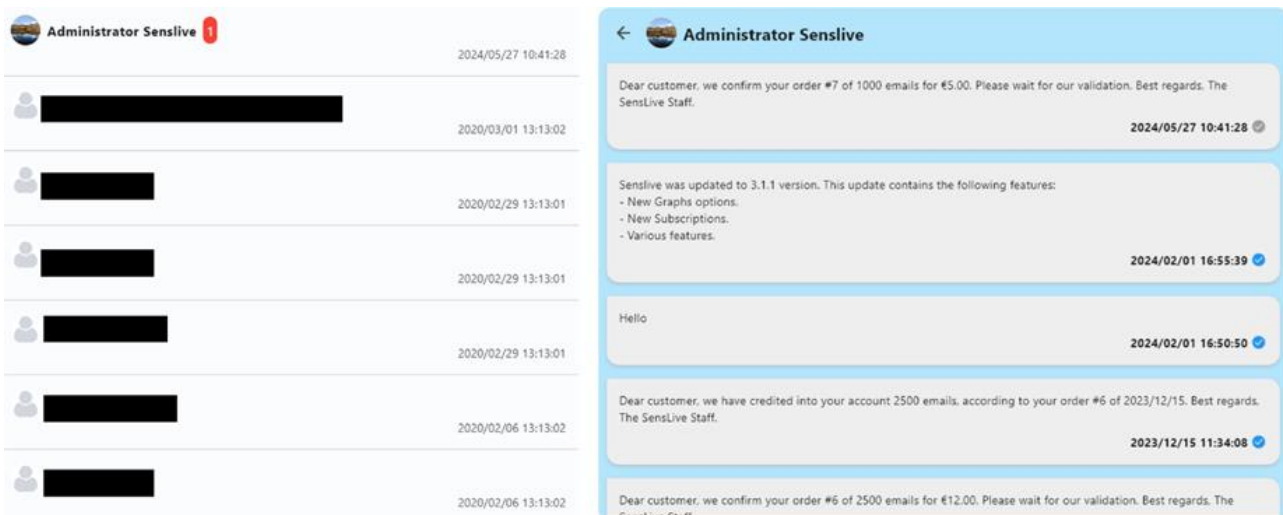 Administrator Senslive 1
2024/05/27 10:41:28
2020/03/01 13:13:02
2020/02/29 13:13:01
2020/02/29 13:13:01
2020/02/29 13:13:01
2020/02/06 13:13:02
2020/02/06 13:13:02
Administrator Senslive
Dear customer, we confirm your order #7 of 1000 emails for €5.00. Please wait for our validation. Best regards. The
SensLive Staff.
2024/05/27 10:41:28
Senslive was updated to 3.1.1 version. This update contains the following features:
- New Graphs options.
- New Subscriptions.
- Various features.
2024/02/01 16:55:39
Hello
2024/02/01 16:50:50
Dear customer, we have credited into your account 2500 emails, according to your order #6 of 2023/12/15. Best regards.
The SensLive Staff.
2023/12/15 11:34:08
Dear customer, we confirm your order #6 of 2500 emails for €12.00. Please wait for our validation. Best regards. The